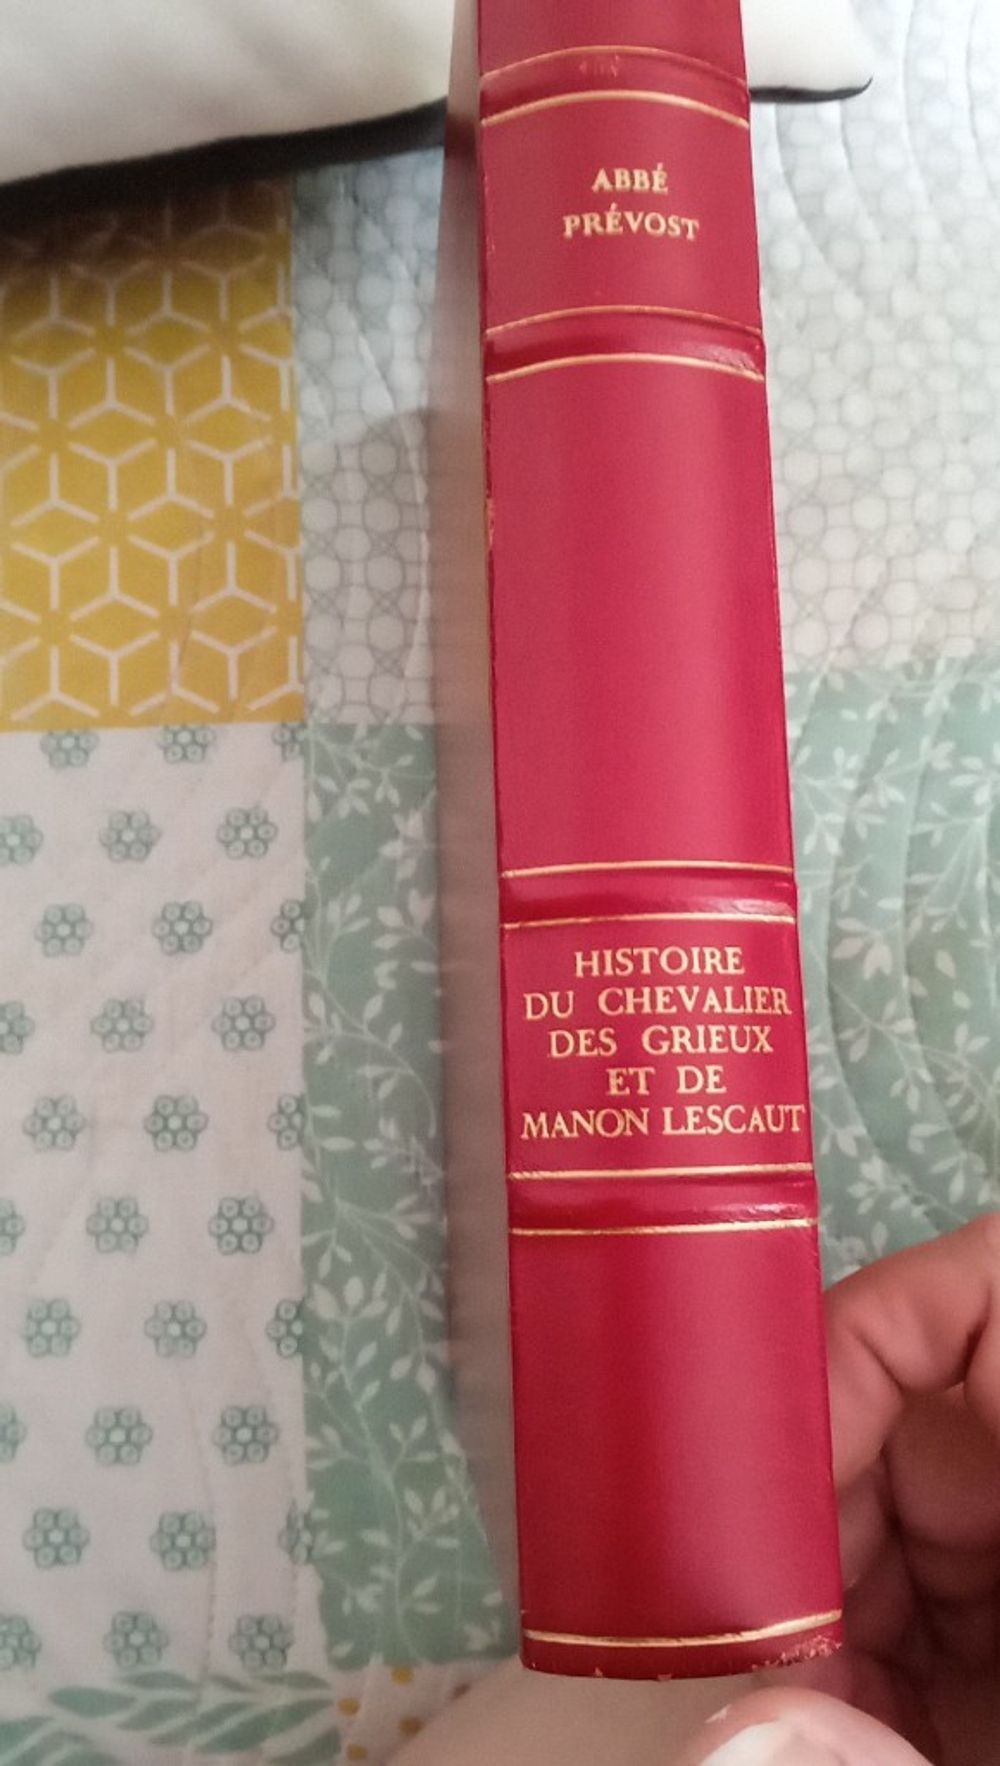 ABBÉ
PRÉVOST
HISTOIRE
DU CHEVALIER
DES GRIEUX
ET DE
MANON LESCAUT